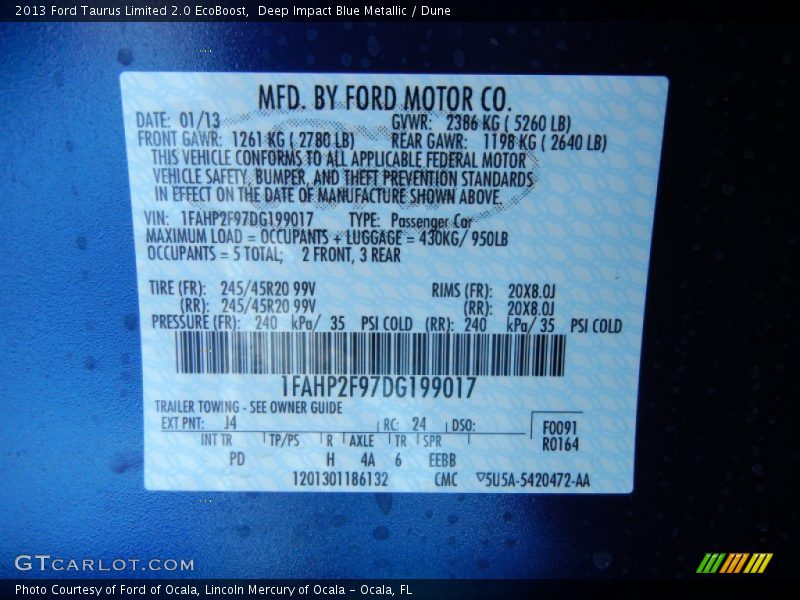 2013 Ford Taurus Limited 2.0 EcoBoost, Deep Impact Blue Metallic / Dune
MFD. BY FORD MOTOR CO.
DATE: 01/13 GVWR: 2386 KG ( 5260 LB)
FRONT GAWR: 1261 KG ( 2780 LB) REAR GAWR: 1198 KG ( 2640 LB)
THIS VEHICLE CONFORMS TO ALL APPLICABLE FEDERAL MOTOR
VEHICLE SAFETY, BUMPER, AND THEFT PREVENTION STANDARDS
IN EFFECT ON THE DATE OF MANUFACTURE SHOWN ABOVE.
VIN: 1FAHP2F97DG199017 TYPE: Passenger Car
MAXIMUM LOAD = OCCUPANTS + LUGGAGE = 430KG/ 950LB
OCCUPANTS = 5 TOTAL; 2 FRONT, 3 REAR
TIRE (FR): 245/45R20 99V RIMS (FR): 20X8.0J
(RR): 245/45R20 99V (RR): 20X8.0J
PRESSURE (FR): 240 kPa/ 35 PSI COLD (RR): 240 kPa/ 35 PSI COLD
1FAHP2F97DG199017
TRAILER TOWING - SEE OWNER GUIDE
EXT PNT: J4 RC: 24 DSO: F0091
INT TR TP/PS R AXLE TR SPR R0164
PD H 4A 6 EEBB
1201301186132 CMC ▽5U5A-5420472-AA
GTCARLOT.COM
Photo Courtesy of Ford of Ocala, Lincoln Mercury of Ocala - Ocala, FL